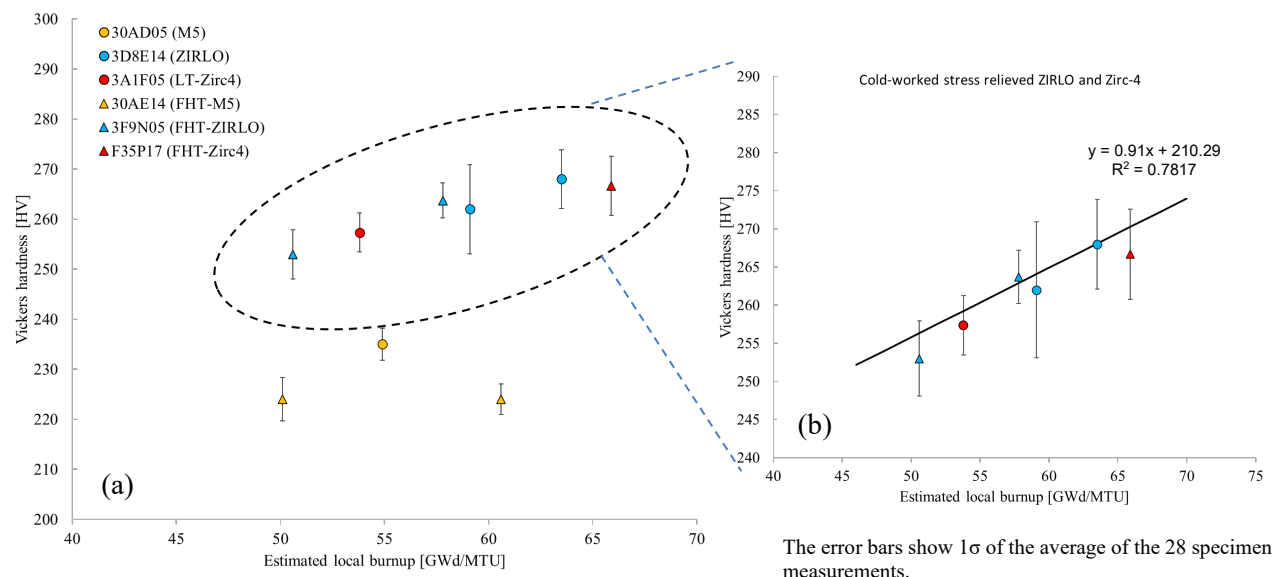 300
290
280
270
260
250
240
230
220
210
200
40
45
50
55
60
65
70
Vickers hardness [HV]
Estimated local burnup [GWd/MTU]
30AD05 (M5)
3D8E14 (ZIRLO)
3A1F05 (LT-Zirc4)
30AE14 (FHT-M5)
3F9N05 (FHT-ZIRLO)
F35P17 (FHT-Zirc4)
(a)
Cold-worked stress relieved ZIRLO and Zirc-4
y = 0.91x + 210.29
R² = 0.7817
290
285
280
275
270
265
260
255
250
245
240
40
45
50
55
60
65
70
75
Vickers hardness [HV]
Estimated local burnup [GWd/MTU]
(b)
The error bars show 1σ of the average of the 28 specimen
measurements.